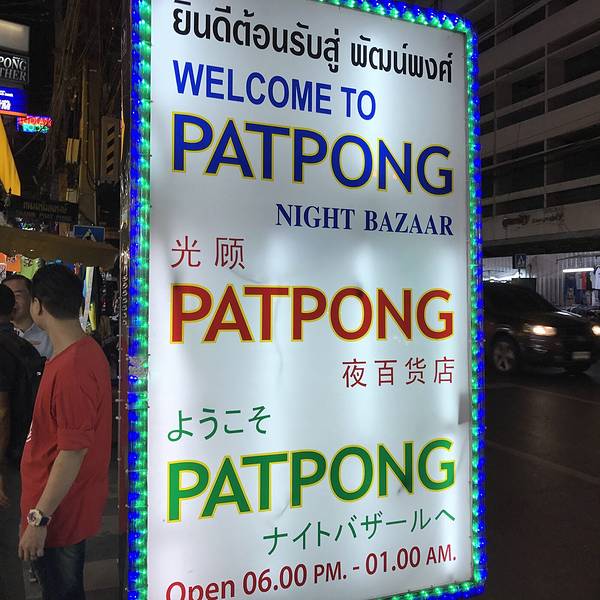 ยินดีต้อนรับสู่ พัฒน์พงศ์
WELCOME TO
PATPONG
NIGHT BAZAAR
光顾
PATPONG
夜百货店
ようこそ
PATPONG
ナイトバザールへ
Open 06.00 PM. - 01.00 AM.